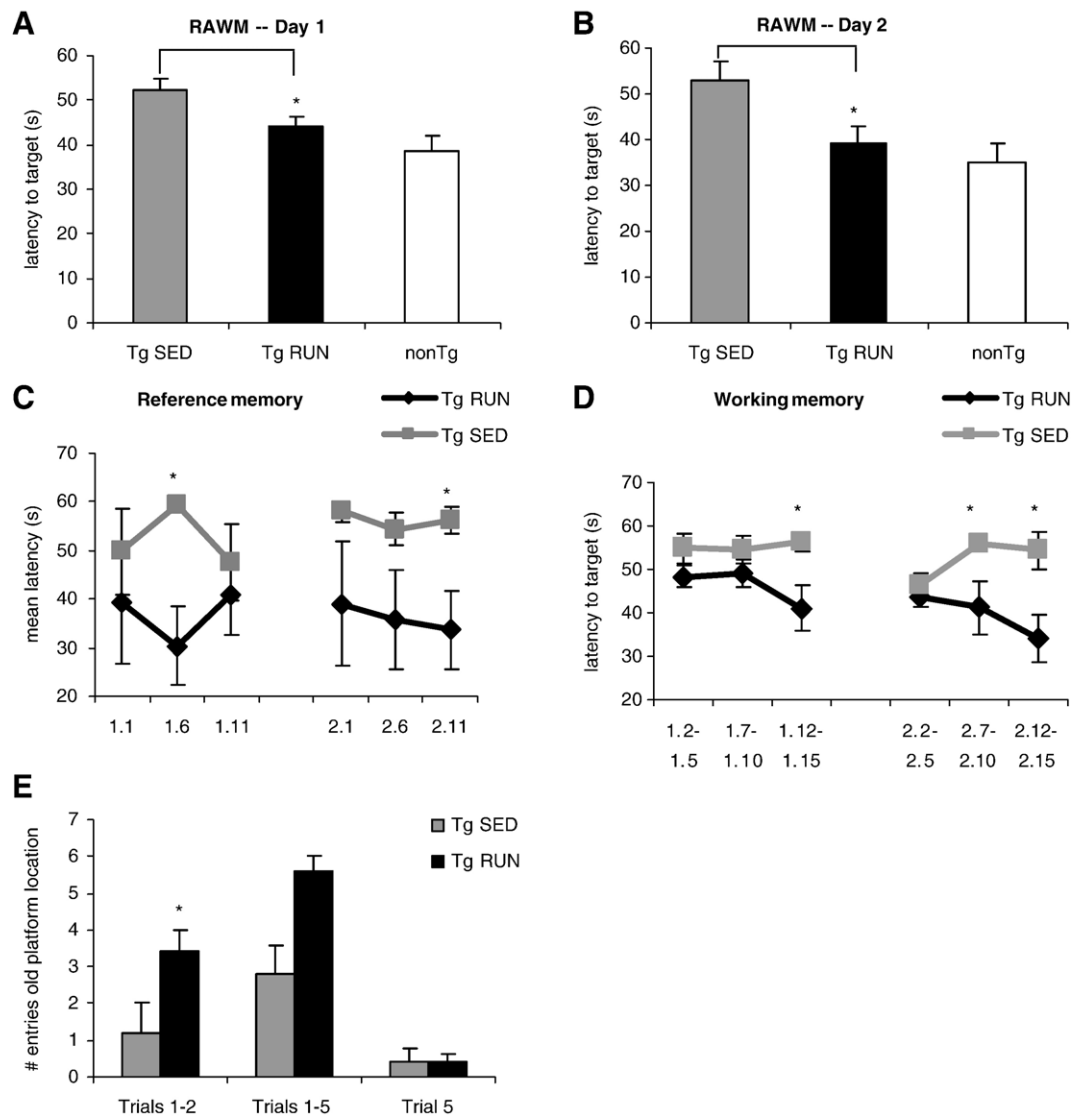 A
RAWM -- Day 1
latency to target (s)
60
50
40
30
20
10
0
*
Tg SED Tg RUN nonTg
B
RAWM -- Day 2
latency to target (s)
60
50
40
30
20
10
0
*
Tg SED Tg RUN nonTg
C
Reference memory
Tg RUN
Tg SED
mean latency (s)
70
60
50
40
30
20
* *
1.1 1.6 1.11 2.1 2.6 2.11
D
Working memory
Tg RUN
Tg SED
latency to target (s)
70
60
50
40
30
20
* * *
1.2- 1.7- 1.12- 2.2- 2.7- 2.12-
1.5 1.10 1.15 2.5 2.10 2.15
E
# entries old platform location
7
6
5
4
3
2
1
0
Tg SED
Tg RUN
*
Trials 1-2 Trials 1-5 Trial 5